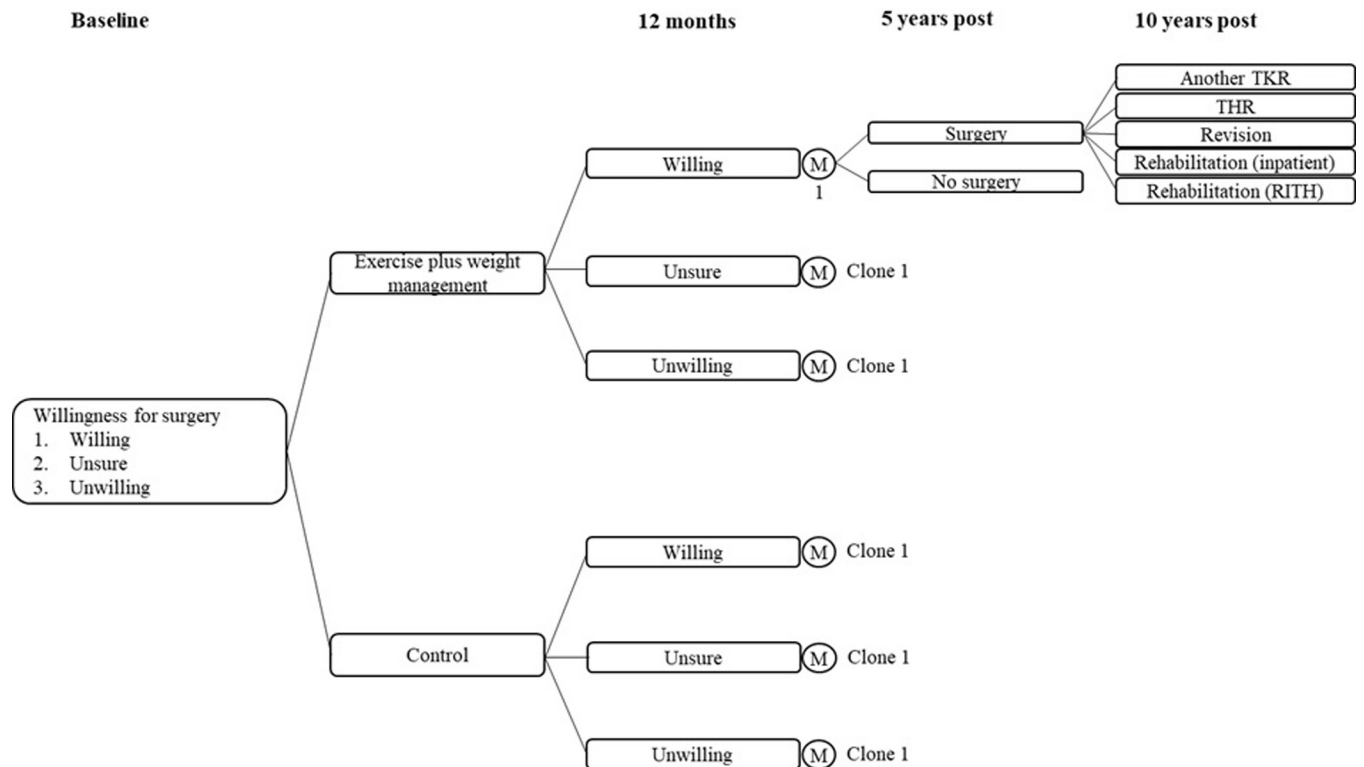 Baseline
12 months
5 years post
10 years post
Another TKR
THR
Surgery
Revision
Willing
M
Rehabilitation (inpatient)
No surgery
Rehabilitation (RITH)
1
Exercise plus weight
management
Unsure
M
Clone 1
Unwilling
M
Clone 1
Willingness for surgery
1. Willing
2. Unsure
3. Unwilling
Willing
M
Clone 1
Control
Unsure
M
Clone 1
Unwilling
M
Clone 1